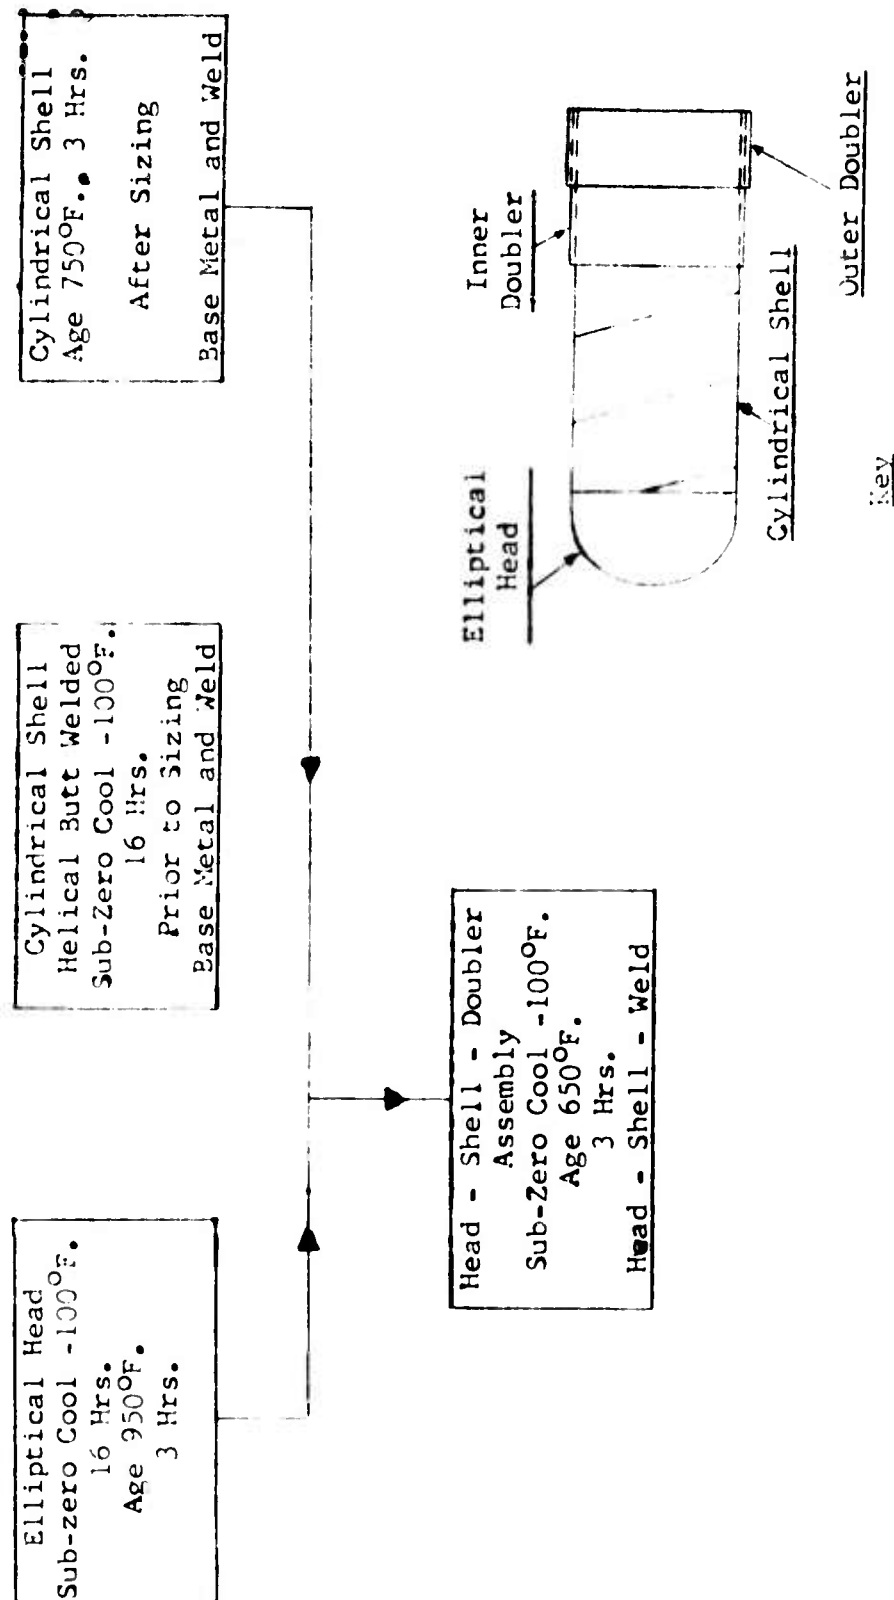 Elliptical Head
Sub-zero Cool -100°F.
16 Hrs.
Age 950°F.
3 Hrs.
Cylindrical Shell
Helical Butt Welded
Sub-Zero Cool -100°F.
16 Hrs.
Prior to Sizing
Base Metal and Weld
Cylindrical Shell
Age 750°F., 3 Hrs.
After Sizing
Base Metal and Weld
Head - Shell - Doubler
Assembly
Sub-Zero Cool -100°F.
Age 650°F.
3 Hrs.
Head - Shell - Weld
Elliptical
Head
Inner
Doubler
Cylindrical Shell
Outer Doubler
Key